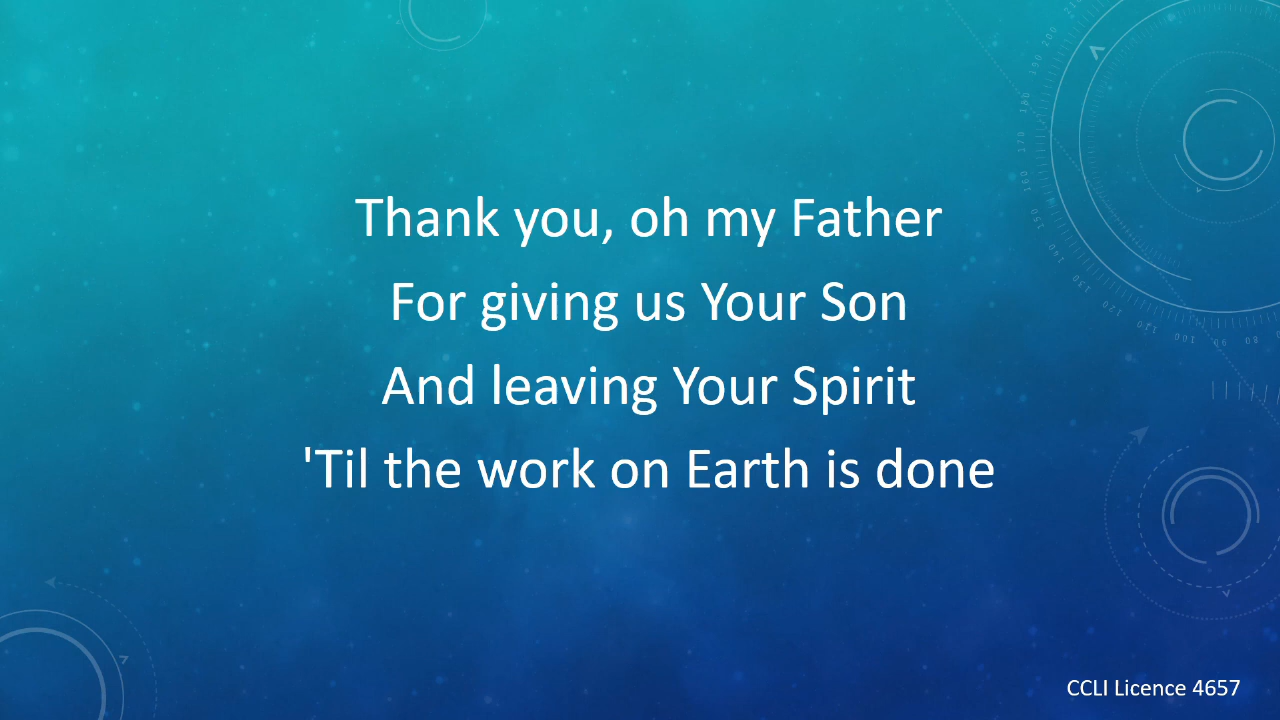 Thank you, oh my Father
For giving us Your Son
And leaving Your Spirit
'Til the work on Earth is done
CCLI Licence 4657